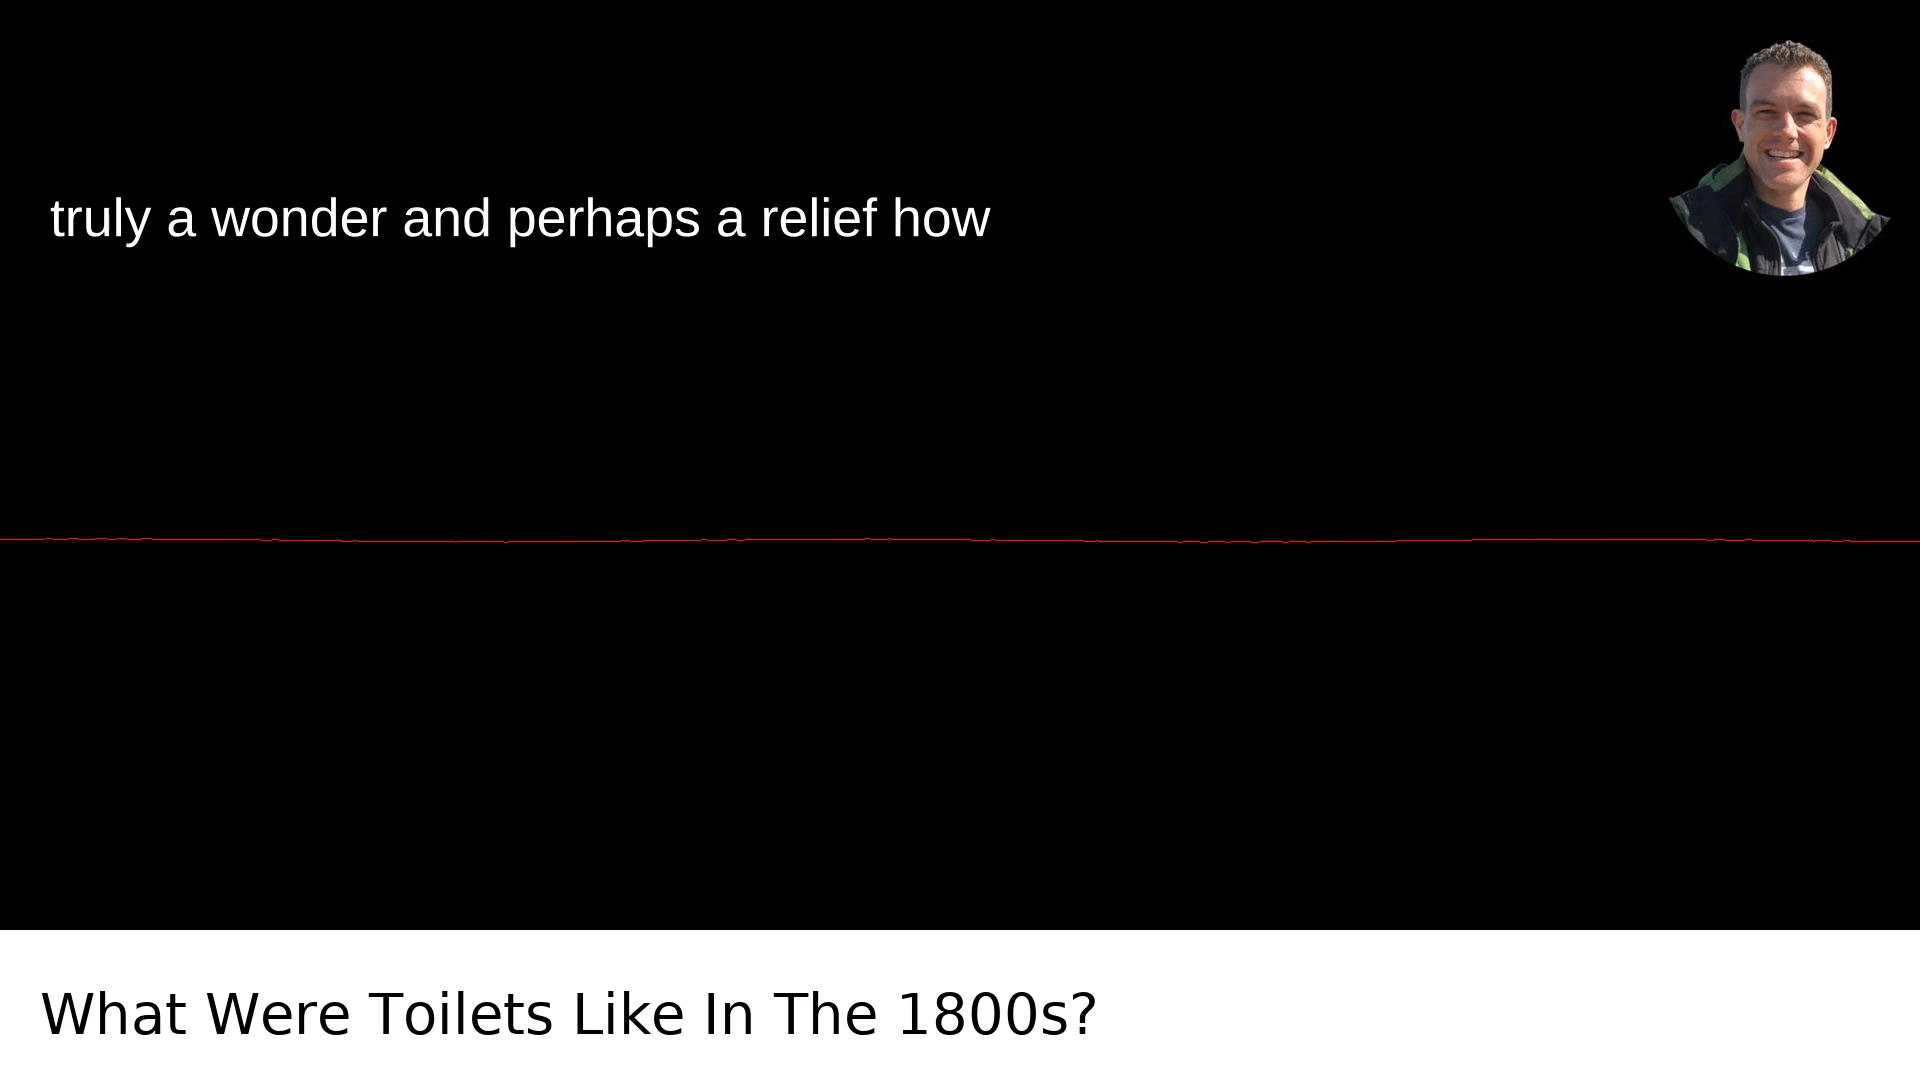 truly a wonder and perhaps a relief how
What Were Toilets Like In The 1800s?